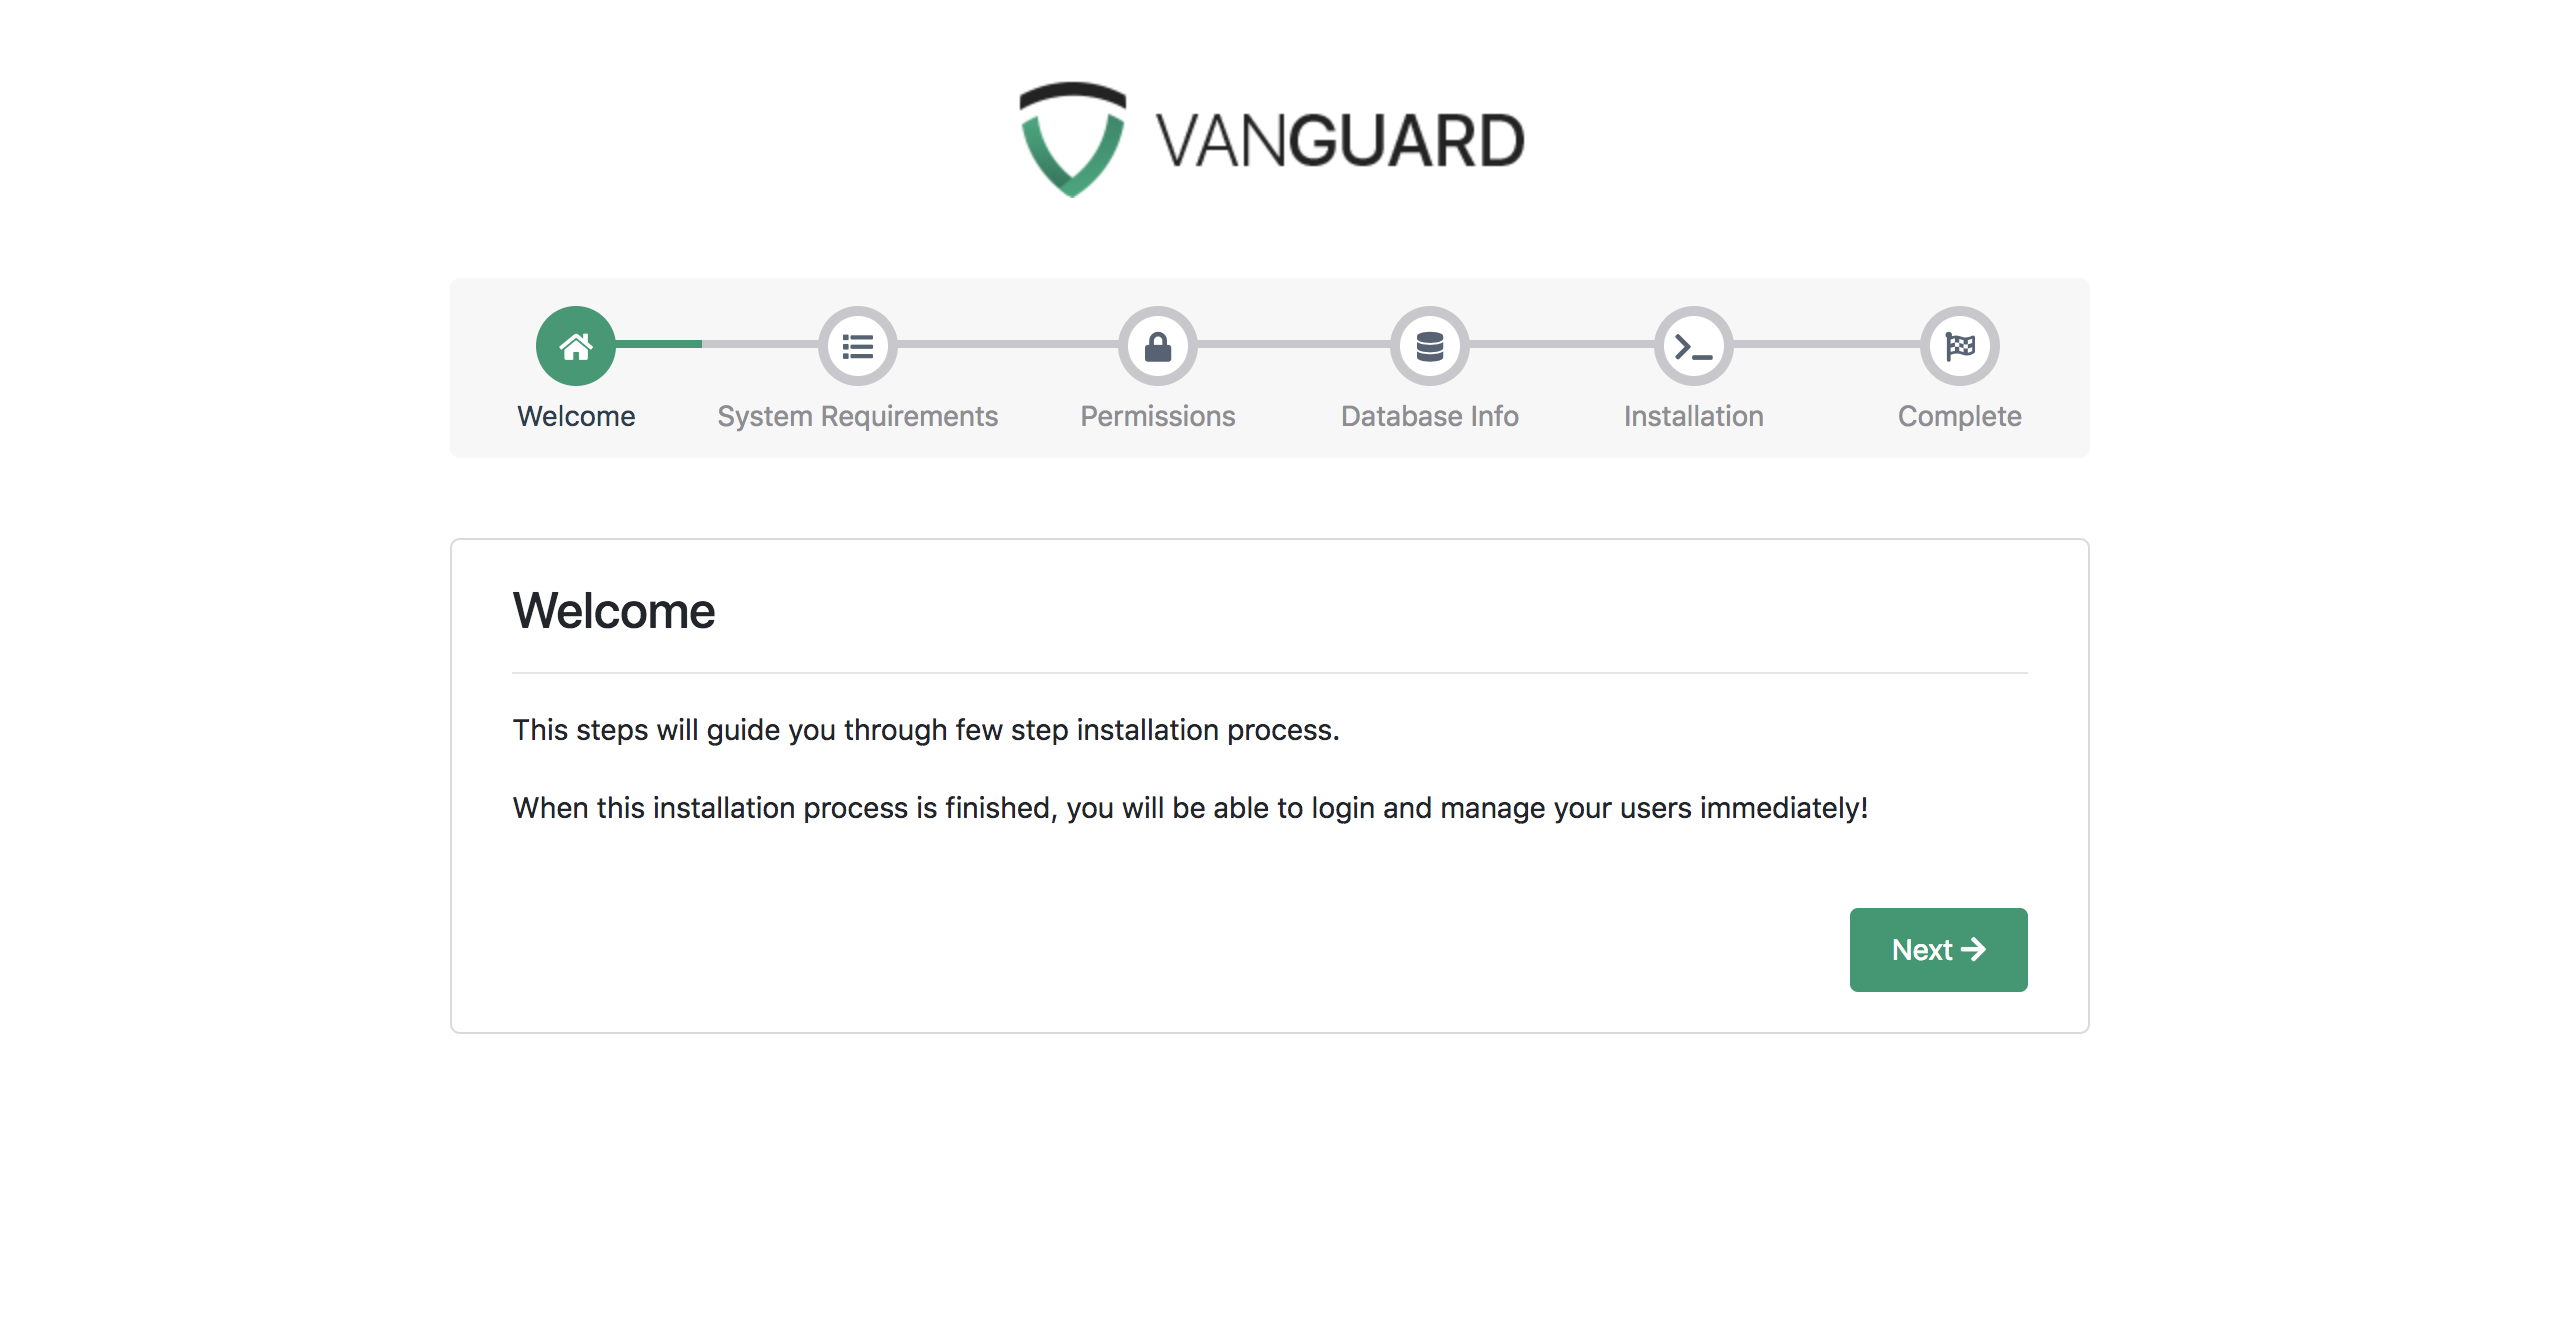 VANGUARD
Welcome
System Requirements
Permissions
Database Info
Installation
Complete
Welcome
This steps will guide you through few step installation process.
When this installation process is finished, you will be able to login and manage your users immediately!
Next